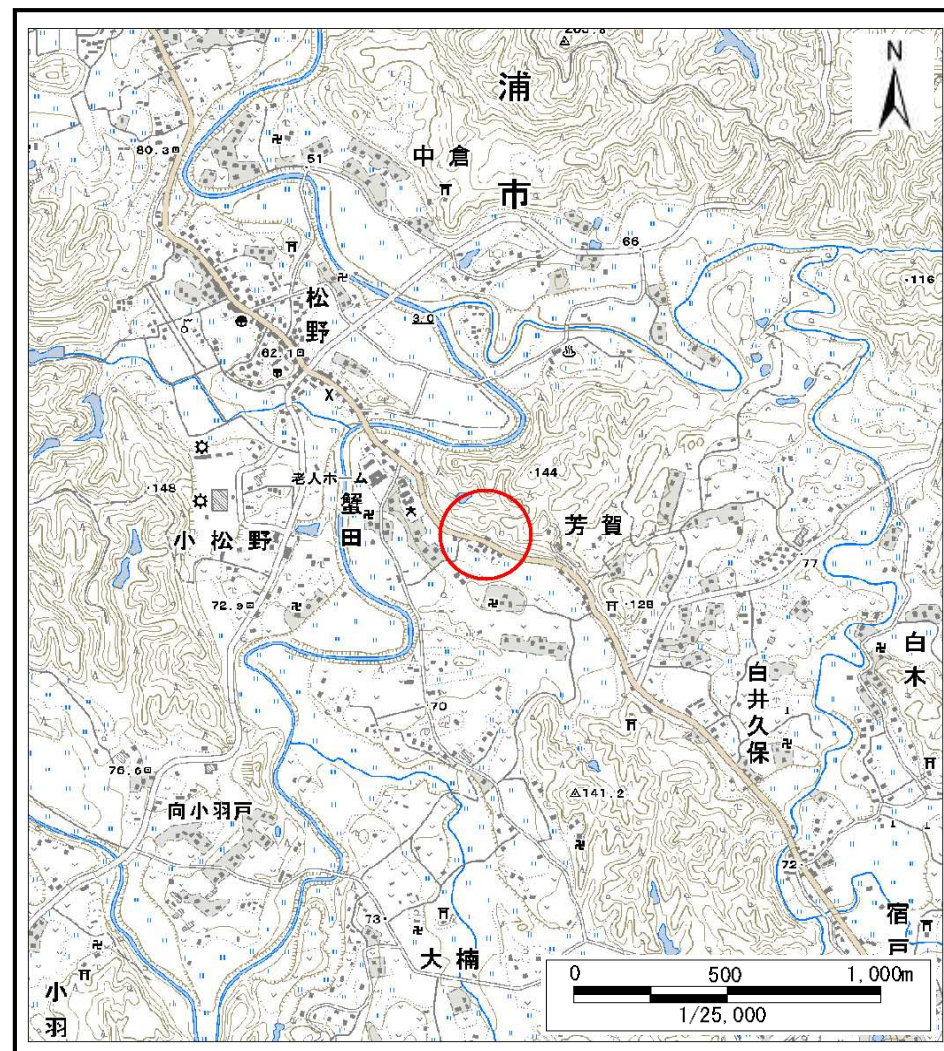 N
浦
市
中倉
51
80.3
66
116
松野
3.0
62.1
老人ホーム
144
148
蟹田
芳賀
小松野
77
72.9
128
白木
白井久保
70
76.6
141.2
向小羽戸
72
73
宿戸
大楠
小羽
0 500 1,000m
1/25,000